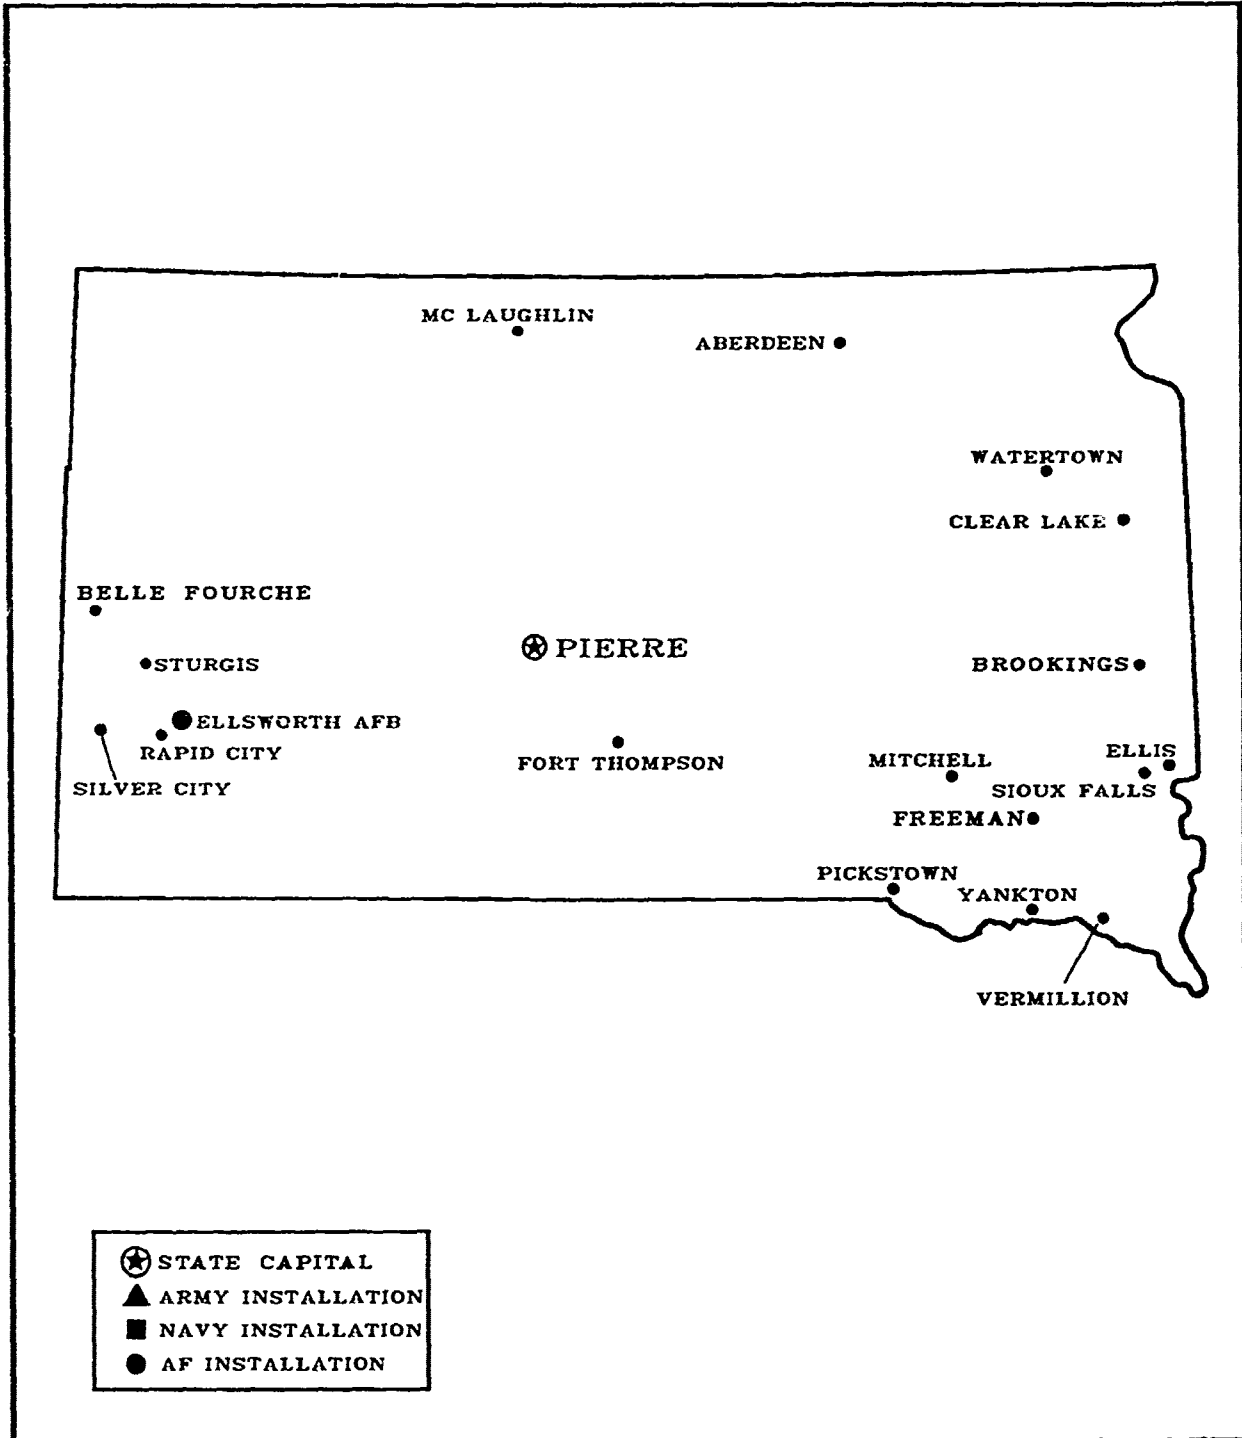 MC LAUGHLIN
ABERDEEN
WATERTOWN
CLEAR LAKE
BELLE FOURCHE
PIERRE
STURGIS
BROOKINGS
ELLSWORTH AFB
RAPID CITY
SILVER CITY
FORT THOMPSON
MITCHELL
ELLIS
SIOUX FALLS
FREEMAN
PICKSTOWN
YANKTON
VERMILLION
STATE CAPITAL
ARMY INSTALLATION
NAVY INSTALLATION
AF INSTALLATION